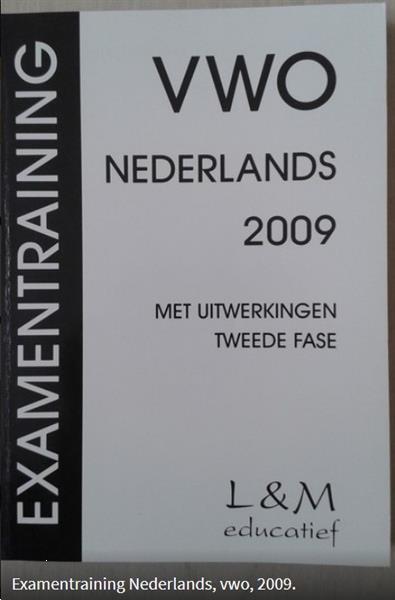 EXAMENTRAINING
VWO
NEDERLANDS
2009
MET UITWERKINGEN
TWEEDE FASE
L&M
educatief
Examentraining Nederlands, vwo, 2009.